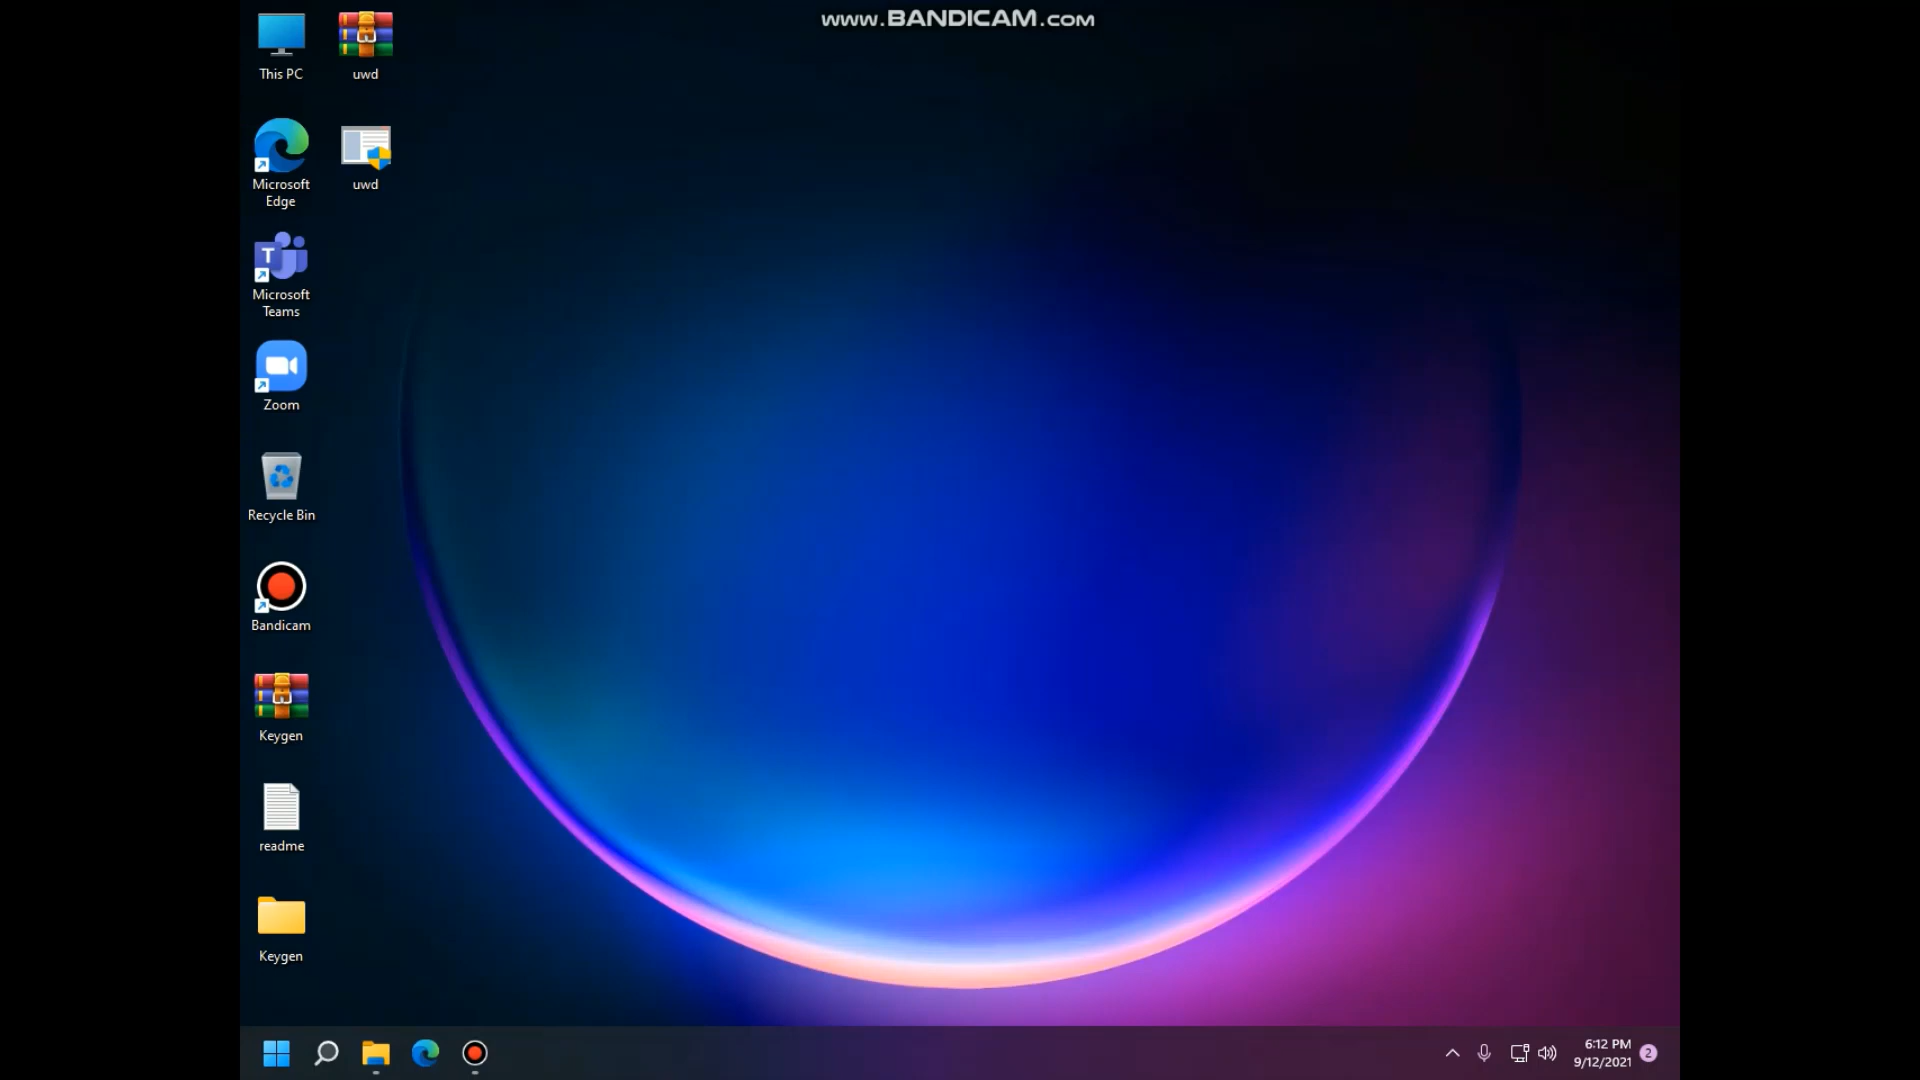 www.BANDICAM.com
This PC
uwd
Microsoft
Edge
uwd
T
Microsoft
Teams
Zoom
Recycle Bin
Bandicam
Keygen
readme
Keygen
6:12 PM
9/12/2021
2